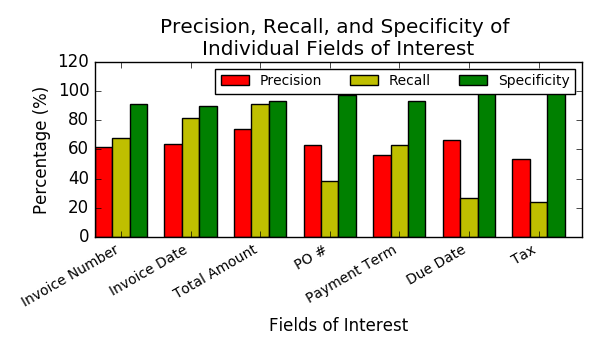 Precision, Recall, and Specificity of
Individual Fields of Interest
Precision Recall Specificity
Percentage (%)
120
100
80
60
40
20
0
Invoice Number
Invoice Date
Total Amount
PO #
Payment Term
Due Date
Tax
Fields of Interest